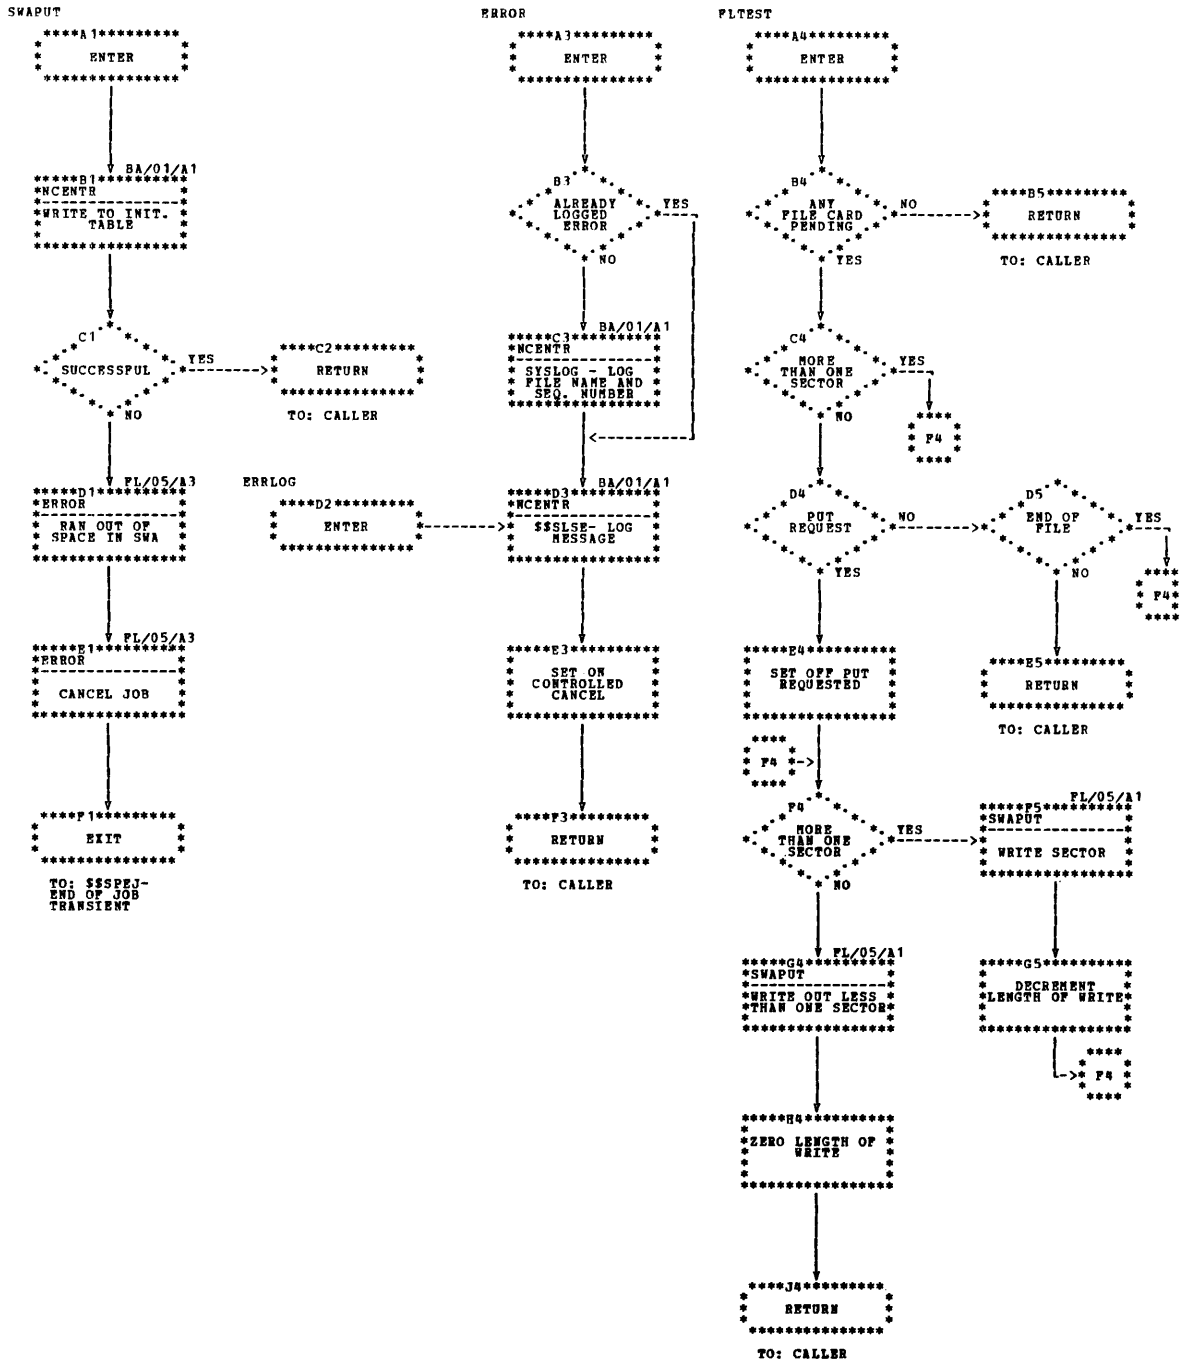 SWAPUT
A1
ENTER
BA/01/A1
B1
NCENTR
WRITE TO INIT.
TABLE
C1
SUCCESSFUL
YES
NO
C2
RETURN
TO: CALLER
FL/05/A3
D1
ERROR
RAN OUT OF
SPACE IN SWA
FL/05/A3
E1
ERROR
CANCEL JOB
F1
EXIT
TO: $$SPEJ-
END OF JOB
TRANSIENT
ERRLOG
D2
ENTER
ERROR
A3
ENTER
B3
ALREADY
LOGGED
ERROR
YES
NO
BA/01/A1
C3
NCENTR
SYSLOG - LOG
FILE NAME AND
SEQ. NUMBER
BA/01/A1
D3
NCENTR
$$SLSE- LOG
MESSAGE
E3
SET ON
CONTROLLED
CANCEL
F3
RETURN
TO: CALLER
FLTEST
A4
ENTER
B4
ANY
FILE CARD
PENDING
NO
YES
B5
RETURN
TO: CALLER
C4
MORE
THAN ONE
SECTOR
YES
NO
F4
D4
PUT
REQUEST
NO
YES
D5
END OF
FILE
YES
NO
F4
E4
SET OFF PUT
REQUESTED
E5
RETURN
TO: CALLER
F4
F4
MORE
THAN ONE
SECTOR
YES
NO
FL/05/A1
F5
SWAPUT
WRITE SECTOR
FL/05/A1
G4
SWAPUT
WRITE OUT LESS
THAN ONE SECTOR
G5
DECREMENT
LENGTH OF WRITE
F4
H4
ZERO LENGTH OF
WRITE
J4
RETURN
TO: CALLER